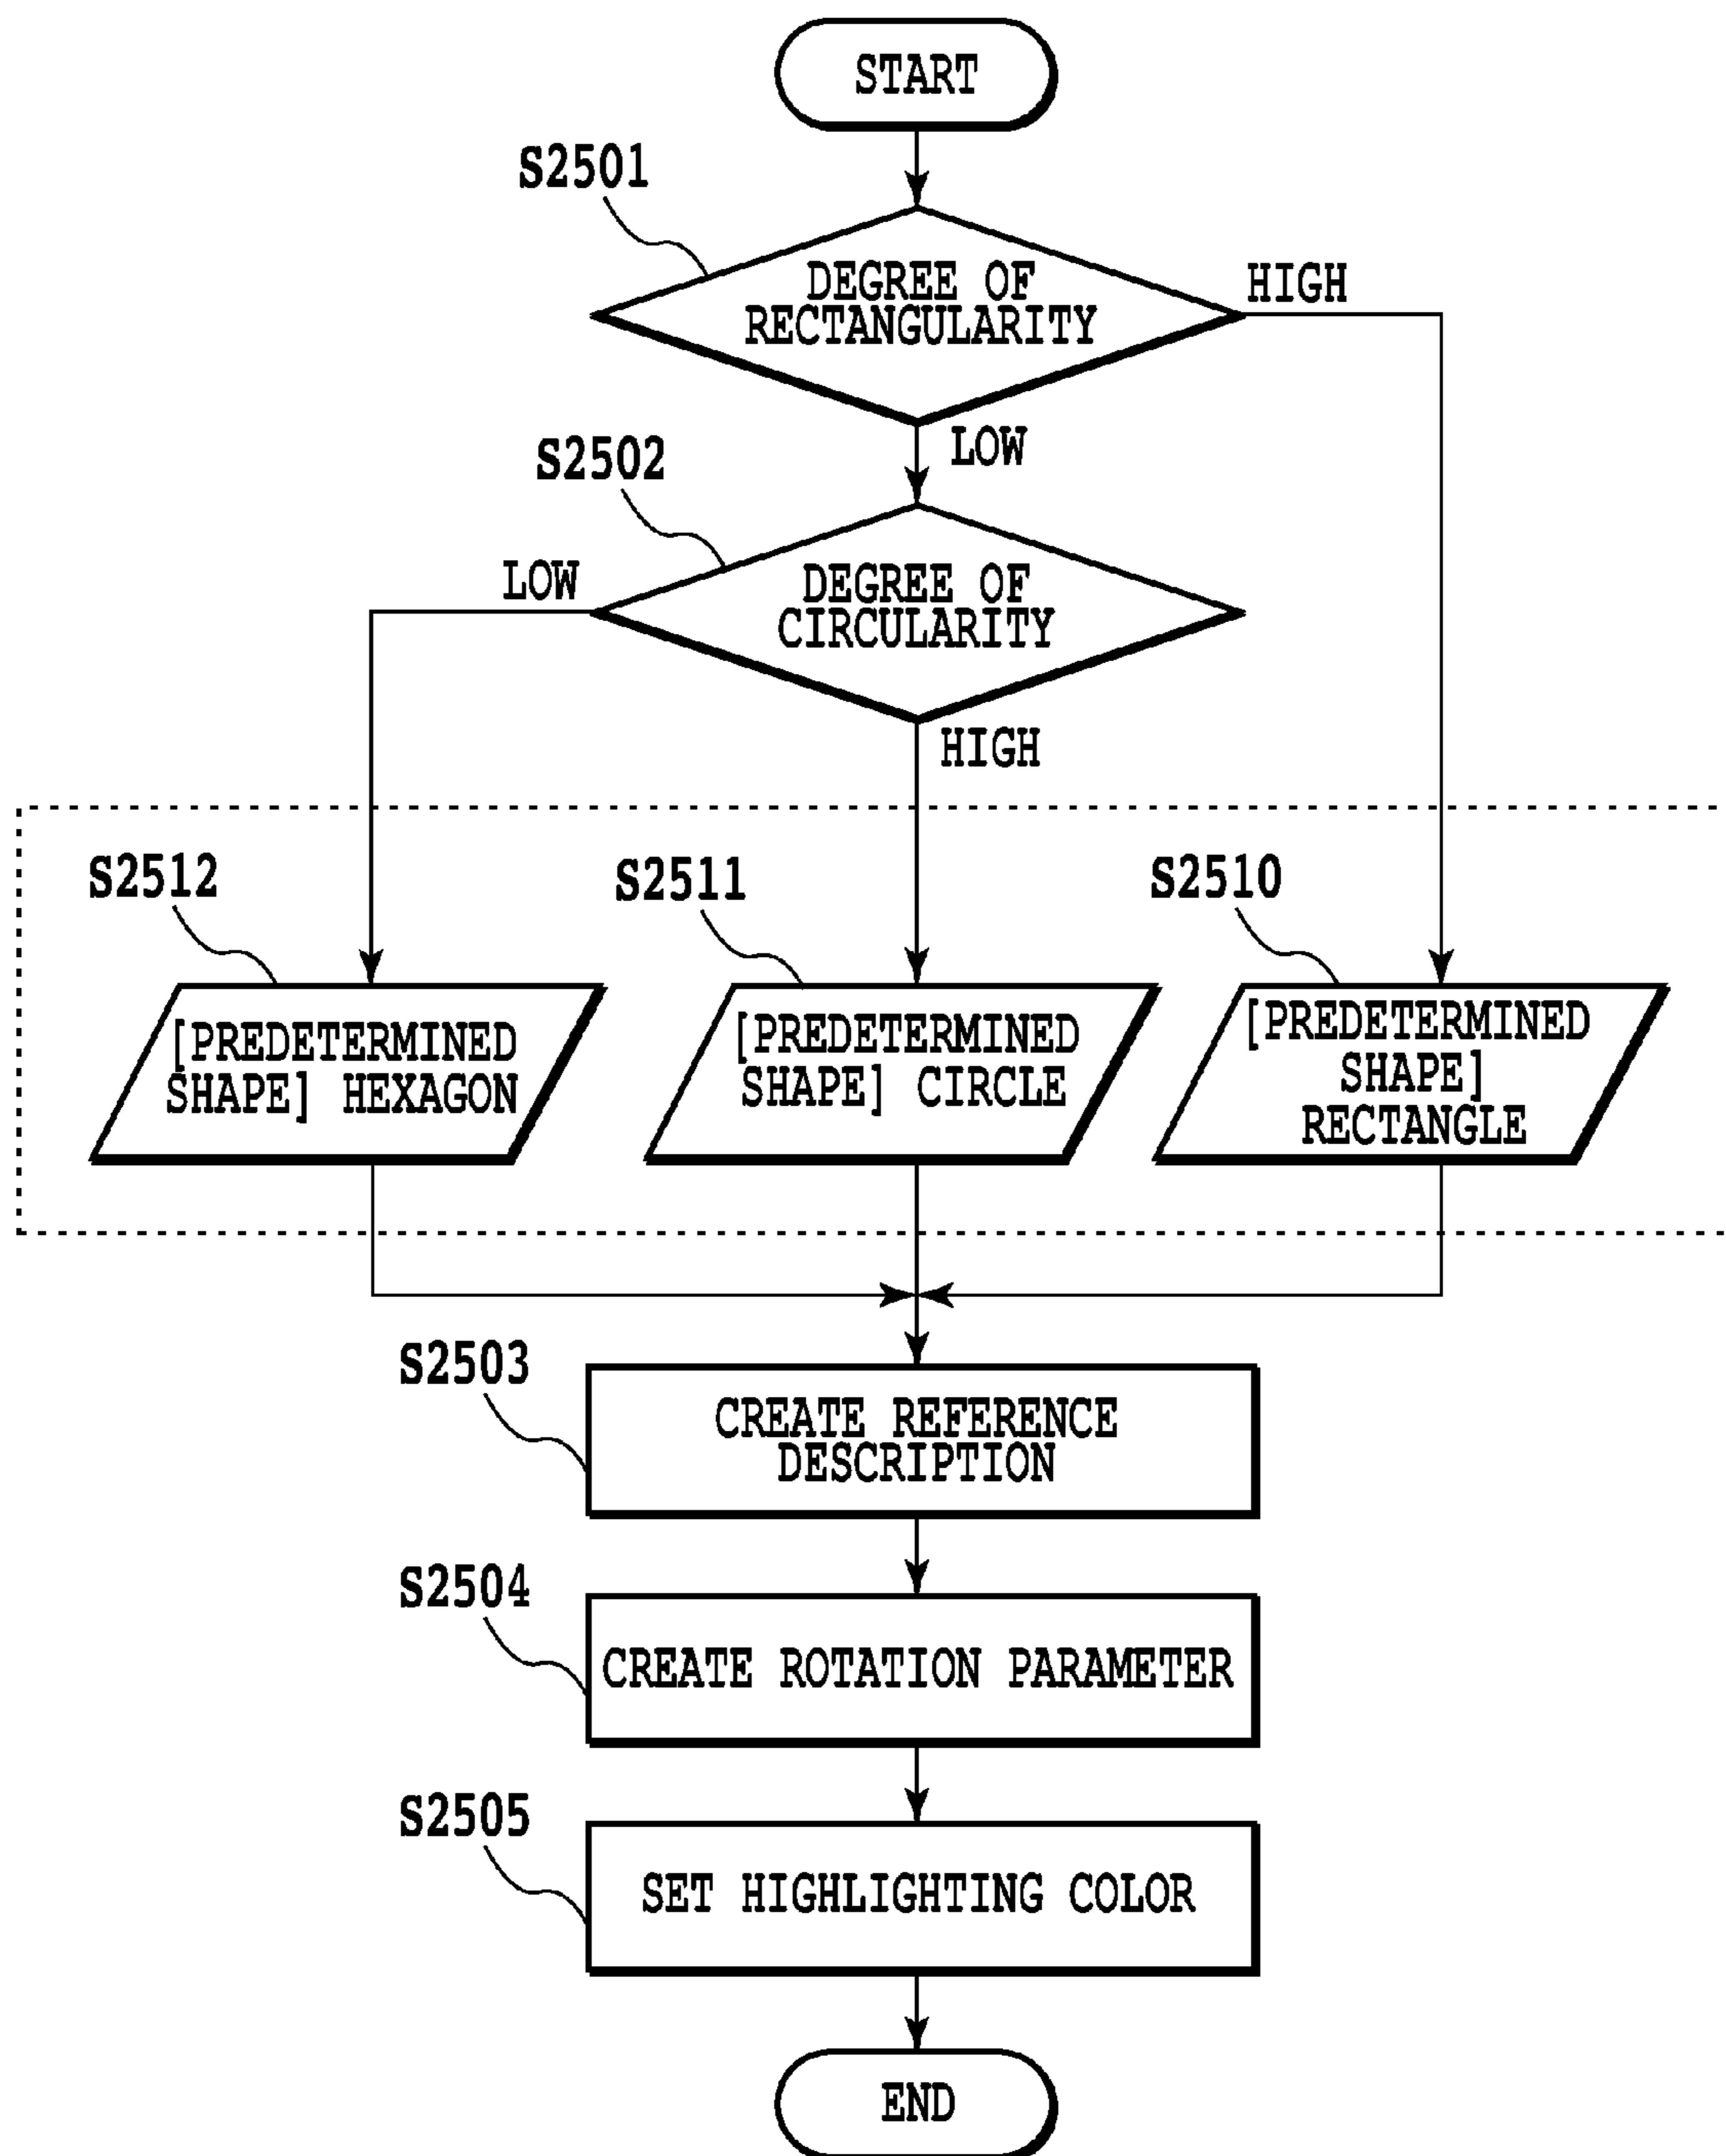 START
S2501
DEGREE OF
RECTANGULARITY
HIGH
LOW
S2502
LOW
DEGREE OF
CIRCULARITY
HIGH
S2512
S2511
S2510
[PREDETERMINED
SHAPE] HEXAGON
[PREDETERMINED
SHAPE] CIRCLE
[PREDETERMINED
SHAPE]
RECTANGLE
S2503
CREATE REFERENCE
DESCRIPTION
S2504
CREATE ROTATION PARAMETER
S2505
SET HIGHLIGHTING COLOR
END